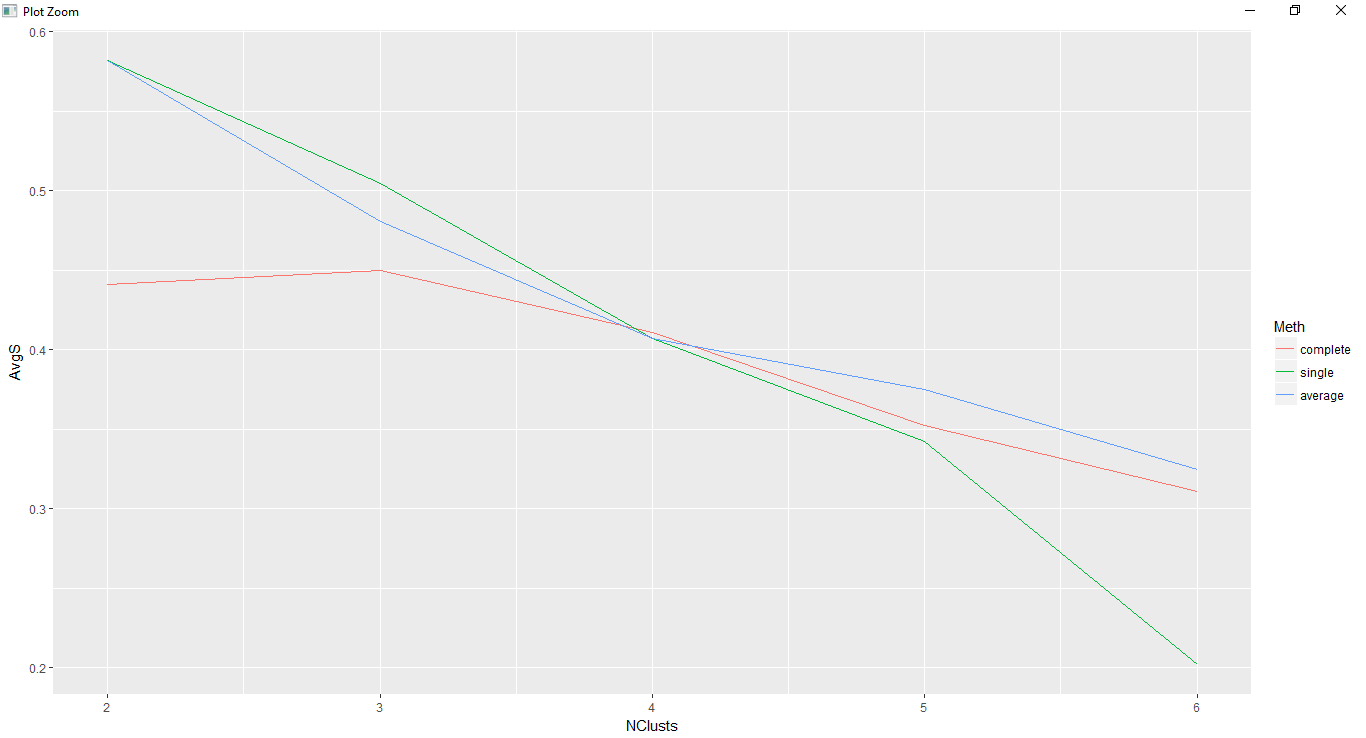 Plot Zoom
0.6
0.5
0.4
0.3
0.2
AvgS
2 3 4 5 6
NClusts
Meth
complete
single
average